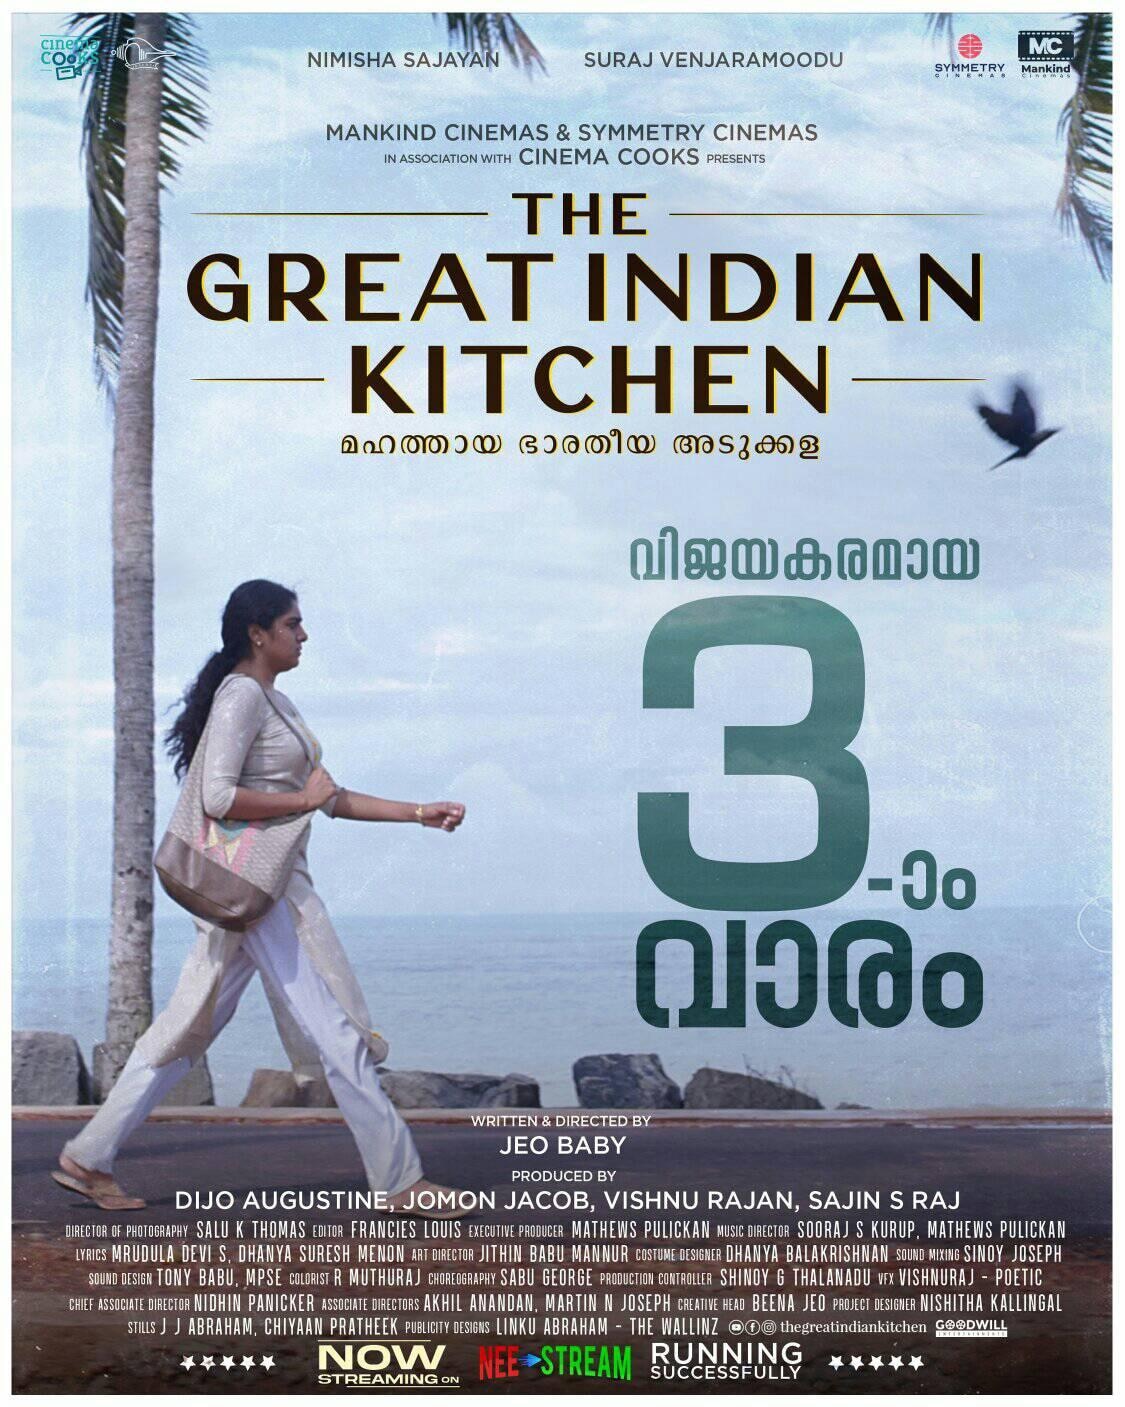 cinema cooks
NIMISHA SAJAYAN SURAJ VENJARAMOODU
SYMMETRY CINEMAS
MC Mankind Cinemas
MANKIND CINEMAS & SYMMETRY CINEMAS
IN ASSOCIATION WITH CINEMA COOKS PRESENTS
THE
GREAT INDIAN
KITCHEN
മഹത്തായ ഭാരതീയ അടുക്കള
വിജയകരമായ
3-ാം
വാരം
WRITTEN & DIRECTED BY
JEO BABY
PRODUCED BY
DIJO AUGUSTINE, JOMON JACOB, VISHNU RAJAN, SAJIN S RAJ
DIRECTOR OF PHOTOGRAPHY SALU K THOMAS EDITOR FRANCIES LOUIS EXECUTIVE PRODUCER MATHEWS PULICKAN MUSIC DIRECTOR SOORAJ S KURUP, MATHEWS PULICKAN
LYRICS MRUDULA DEVI S, DHANYA SURESH MENON ART DIRECTOR JITHIN BABU MANNUR COSTUME DESIGNER DHANYA BALAKRISHNAN SOUND MIXING SINOY JOSEPH
SOUND DESIGN TONY BABU, MPSE COLORIST R MUTHURAJ CHOREOGRAPHY SABU GEORGE PRODUCTION CONTROLLER SHINOY G THALANADU VFX VISHNURAJ - POETIC
CHIEF ASSOCIATE DIRECTOR NIDHIN PANICKER ASSOCIATE DIRECTORS AKHIL ANANDAN, MARTIN N JOSEPH CREATIVE HEAD BEENA JEO PROJECT DESIGNER NISHITHA KALLINGAL
STILLS J J ABRAHAM, CHIYAAN PRATHEEK PUBLICITY DESIGNS LINKU ABRAHAM - THE WALLINZ thegreatindiankitchen GOODWILL ENTERTAINMENTS
NOW STREAMING ON NEE STREAM RUNNING SUCCESSFULLY